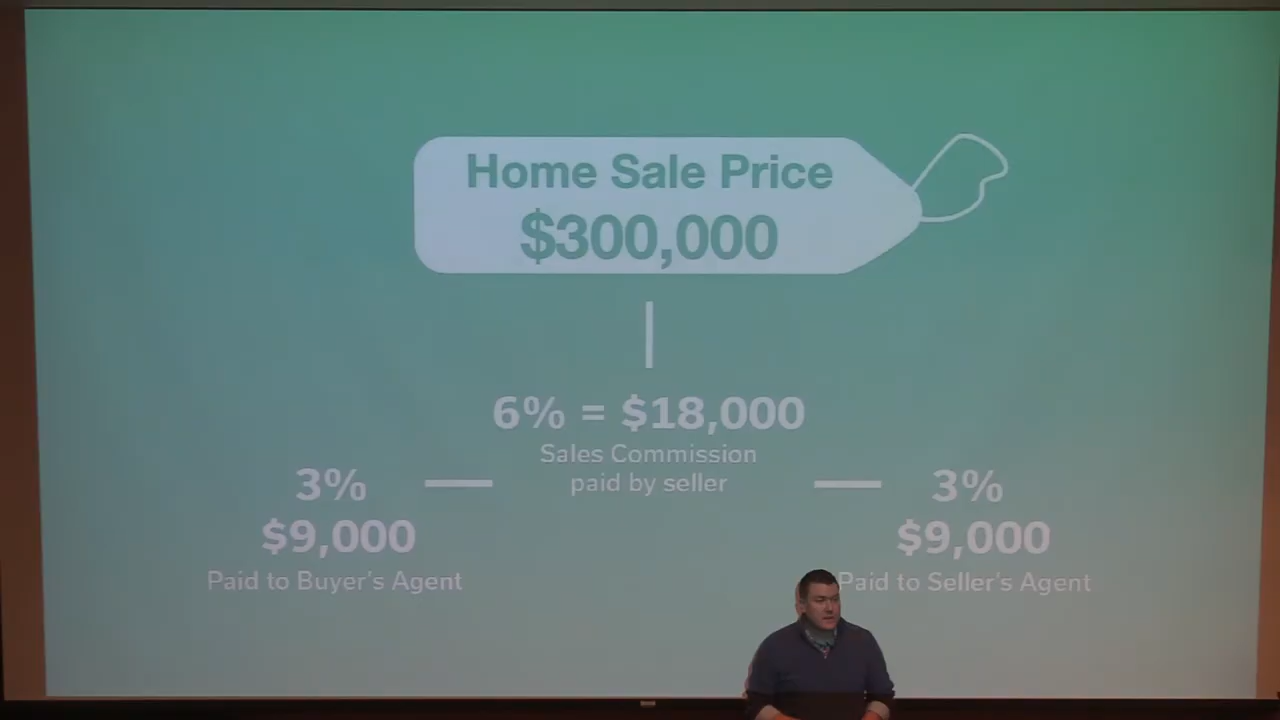 Home Sale Price
$300,000
6% = $18,000
Sales Commission
paid by seller
3%
$9,000
Paid to Buyer's Agent
3%
$9,000
Paid to Seller's Agent